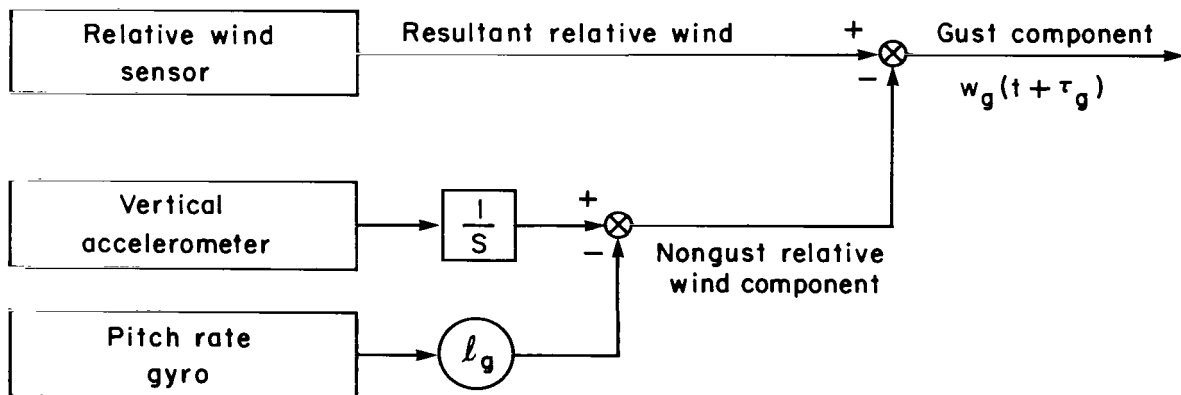 Relative wind
sensor
Resultant relative wind
+
−
Gust component
w_g(t + τ_g)
Vertical
accelerometer
1
S
+
−
Nongust relative
wind component
Pitch rate
gyro
ℓ_g